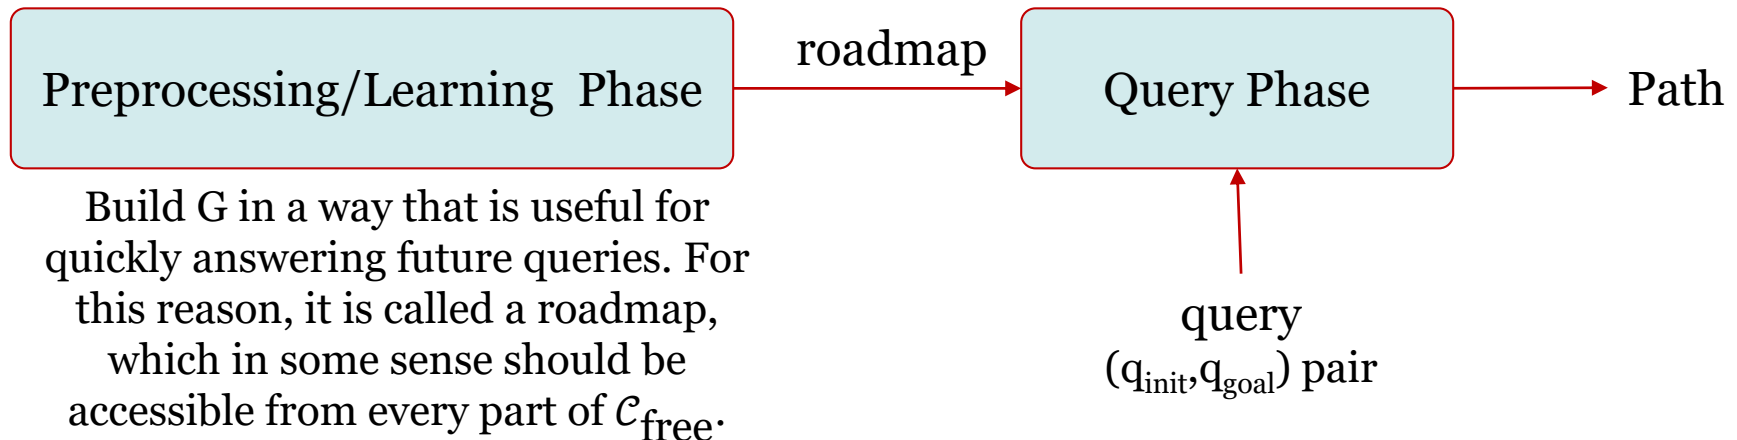 Preprocessing/Learning Phase
roadmap
Query Phase
Path
Build G in a way that is useful for
quickly answering future queries. For
this reason, it is called a roadmap,
which in some sense should be
accessible from every part of 𝒞free.
query
(qinit,qgoal) pair